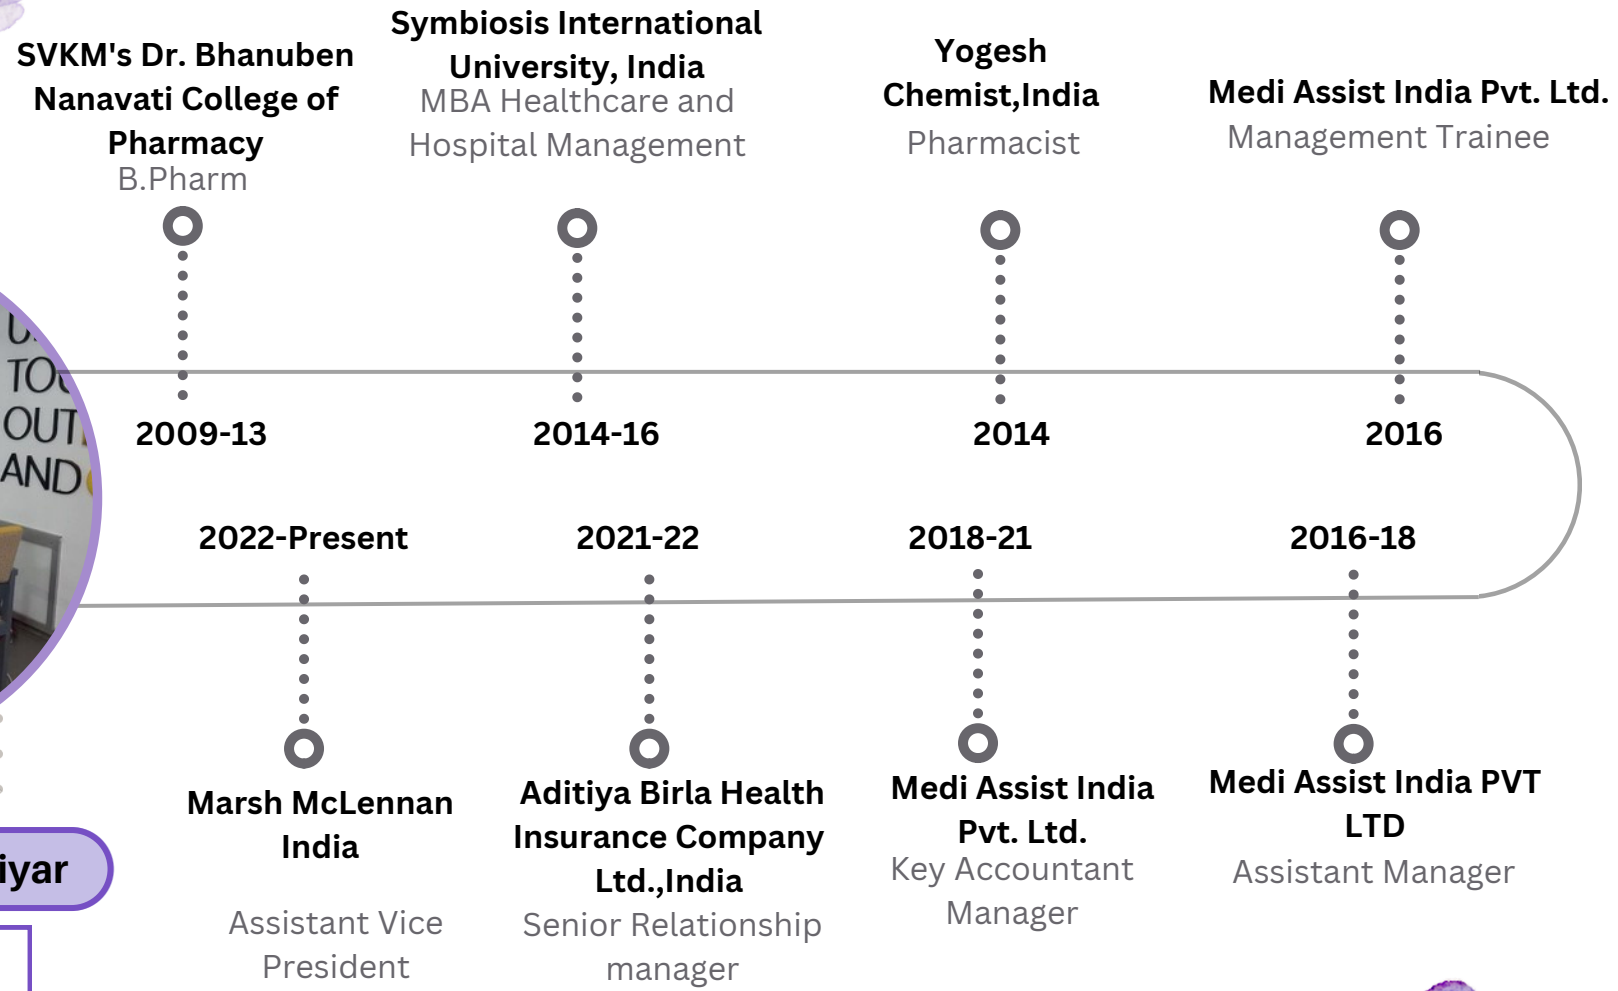 SVKM's Dr. Bhanuben
Nanavati College of
Pharmacy
B.Pharm
Symbiosis International
University, India
MBA Healthcare and
Hospital Management
Yogesh
Chemist,India
Pharmacist
Medi Assist India Pvt. Ltd.
Management Trainee
2009-13
2014-16
2014
2016
OUT
AND
2022-Present
2021-22
2018-21
2016-18
Marsh McLennan
India
Assistant Vice
President
Aditiya Birla Health
Insurance Company
Ltd.,India
Senior Relationship
manager
Medi Assist India
Pvt. Ltd.
Key Accountant
Manager
Medi Assist India PVT
LTD
Assistant Manager
iyar